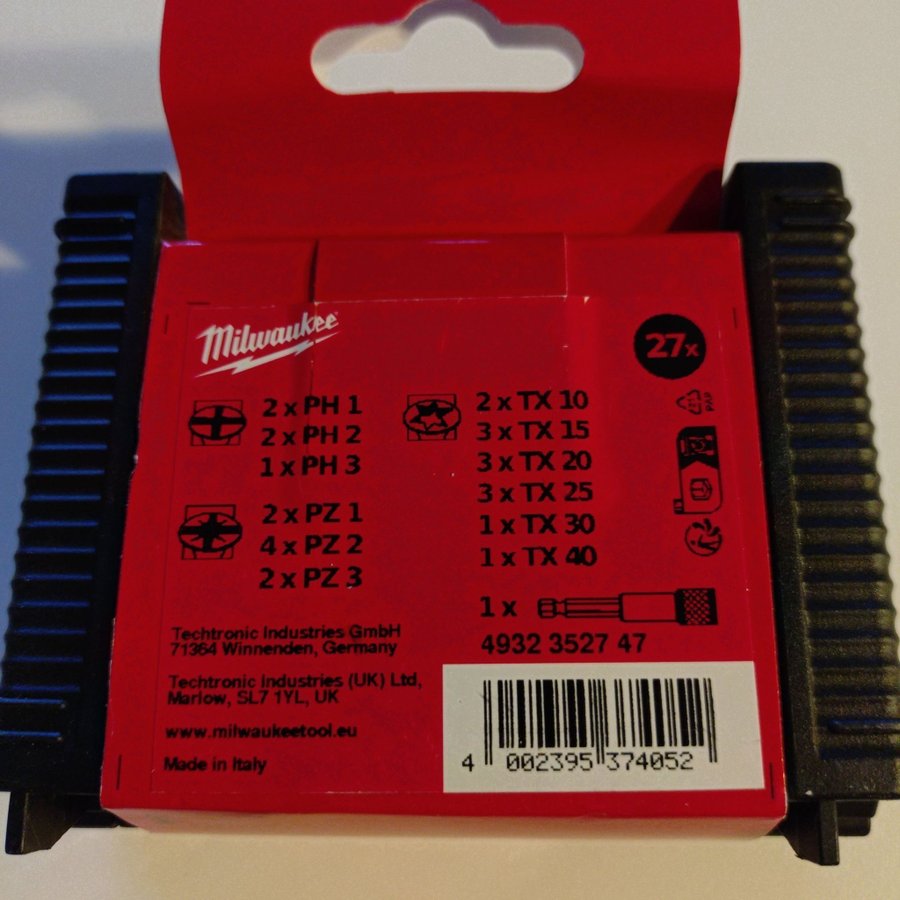 Milwaukee
27x
2 x PH 1
2 x PH 2
1 x PH 3
2 x PZ 1
4 x PZ 2
2 x PZ 3
2 x TX 10
3 x TX 15
3 x TX 20
3 x TX 25
1 x TX 30
1 x TX 40
PAP
1 x
4932 3527 47
Techtronic Industries GmbH
71364 Winnenden, Germany
Techtronic Industries (UK) Ltd,
Marlow, SL7 1YL, UK
www.milwaukeetool.eu
Made in Italy
4 002395 374052